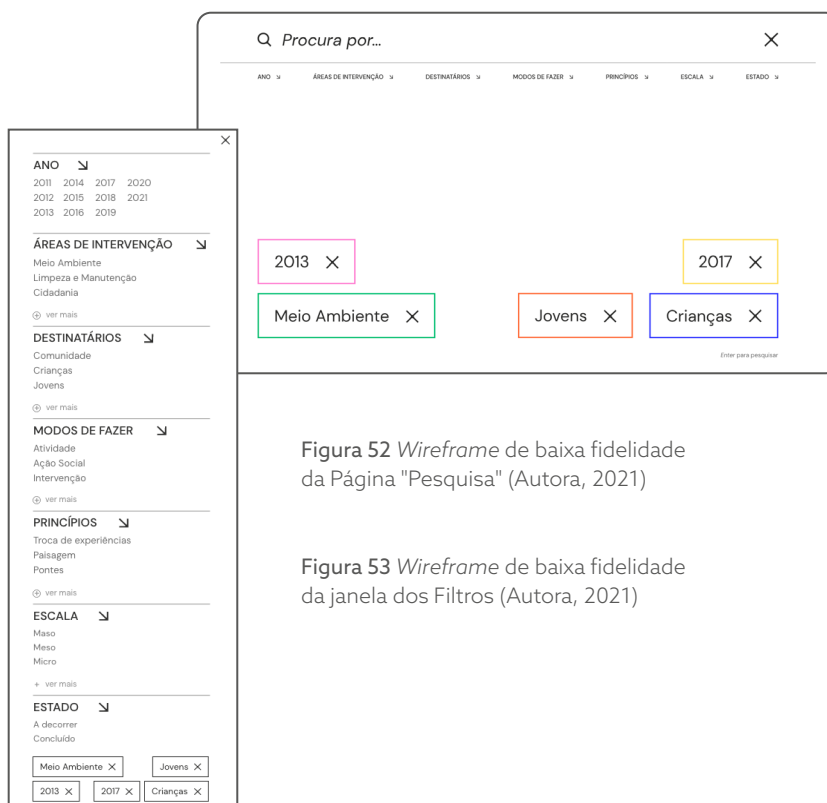 Procura por...
ANO ÁREAS DE INTERVENÇÃO DESTINATÁRIOS MODOS DE FAZER PRINCÍPIOS ESCALA ESTADO
2013 2017
Meio Ambiente Jovens Crianças
Enter para pesquisar
ANO
2011 2014 2017 2020
2012 2015 2018 2021
2013 2016 2019
ÁREAS DE INTERVENÇÃO
Meio Ambiente
Limpeza e Manutenção
Cidadania
ver mais
DESTINATÁRIOS
Comunidade
Crianças
Jovens
ver mais
MODOS DE FAZER
Atividade
Ação Social
Intervenção
ver mais
PRINCÍPIOS
Troca de experiências
Paisagem
Pontes
ver mais
ESCALA
Maso
Meso
Micro
+ ver mais
ESTADO
A decorrer
Concluído
Meio Ambiente Jovens
2013 2017 Crianças
Figura 52 Wireframe de baixa fidelidade
da Página "Pesquisa" (Autora, 2021)
Figura 53 Wireframe de baixa fidelidade
da janela dos Filtros (Autora, 2021)